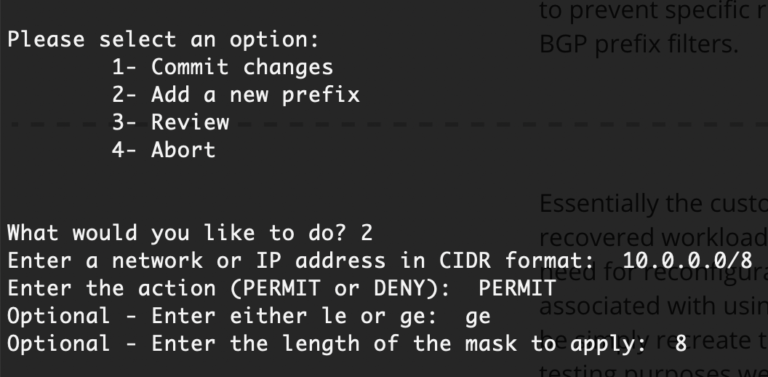 to prevent specific r
BGP prefix filters.
Please select an option:
1- Commit changes
2- Add a new prefix
3- Review
4- Abort
Essentially the custo
recovered workload
need for reconfigura
associated with usin
be simply recreate t
testing purposes we
What would you like to do? 2
Enter a network or IP address in CIDR format:  10.0.0.0/8
Enter the action (PERMIT or DENY):  PERMIT
Optional - Enter either le or ge:  ge
Optional - Enter the length of the mask to apply:  8